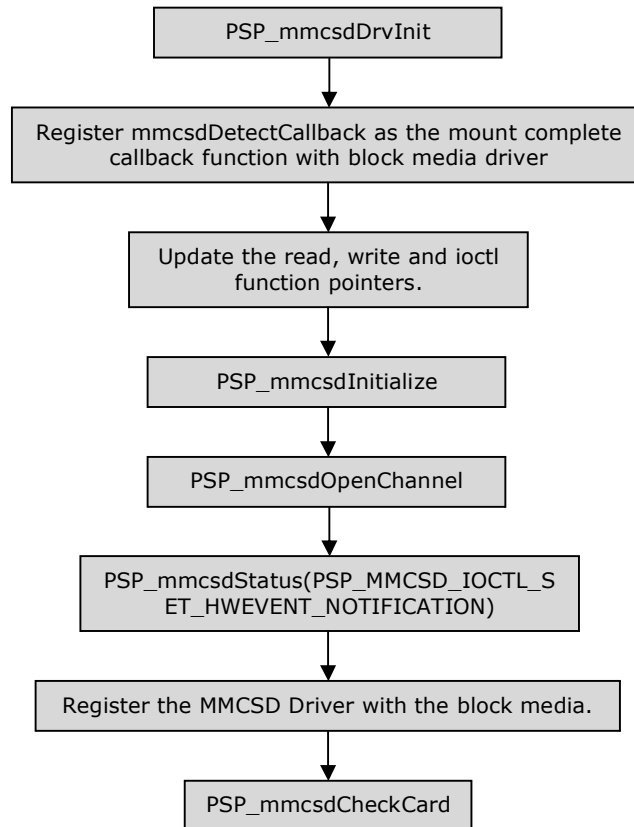 PSP_mmcsdDrvInit
Register mmcsdDetectCallback as the mount complete
callback function with block media driver
Update the read, write and ioctl
function pointers.
PSP_mmcsdInitialize
PSP_mmcsdOpenChannel
PSP_mmcsdStatus(PSP_MMCSD_IOCTL_S
ET_HWEVENT_NOTIFICATION)
Register the MMCSD Driver with the block media.
PSP_mmcsdCheckCard